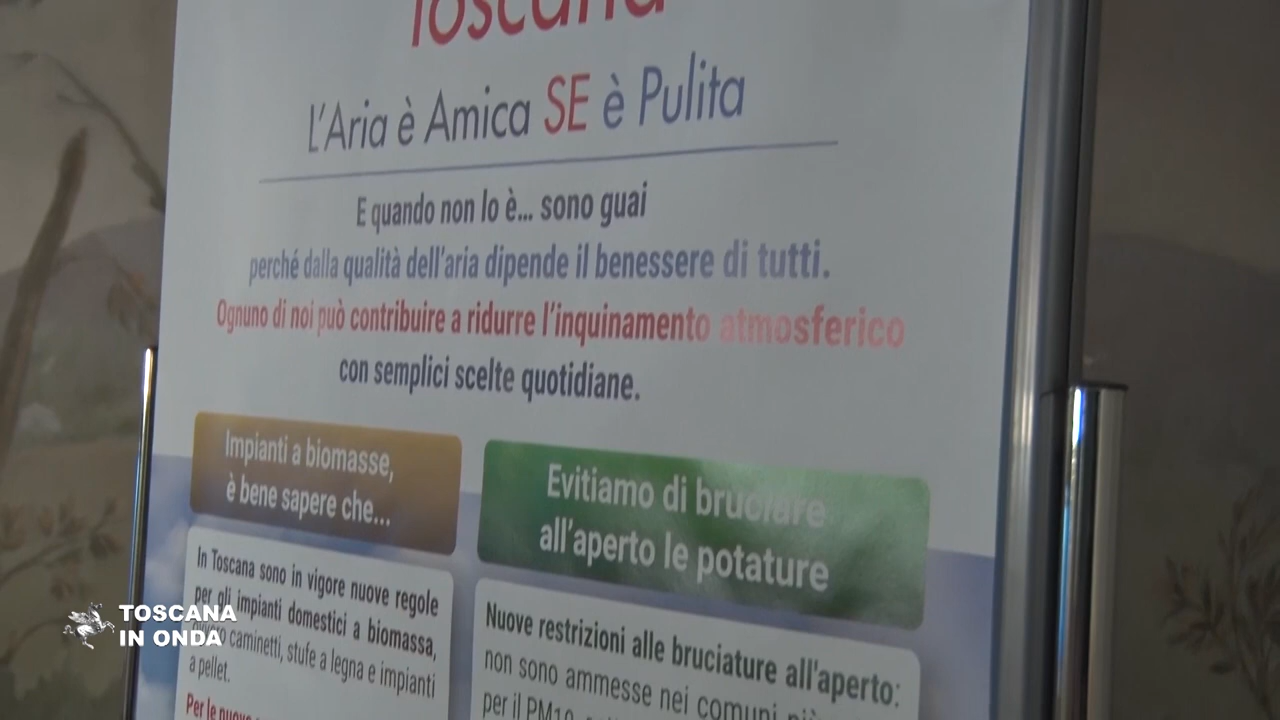 Toscana
L'Aria è Amica SE è Pulita
E quando non lo è... sono guai
perché dalla qualità dell'aria dipende il benessere di tutti.
Ognuno di noi può contribuire a ridurre l'inquinamento atmosferico
con semplici scelte quotidiane.
Impianti a biomasse,
è bene sapere che...
In Toscana sono in vigore nuove regole
per gli impianti domestici a biomassa,
ovvero caminetti, stufe a legna e impianti
a pellet.
Per le nuove
Evitiamo di bruciare
all'aperto le potature
Nuove restrizioni alle bruciature all'aperto:
non sono ammesse nei comuni più
per il PM10
TOSCANA
IN ONDA